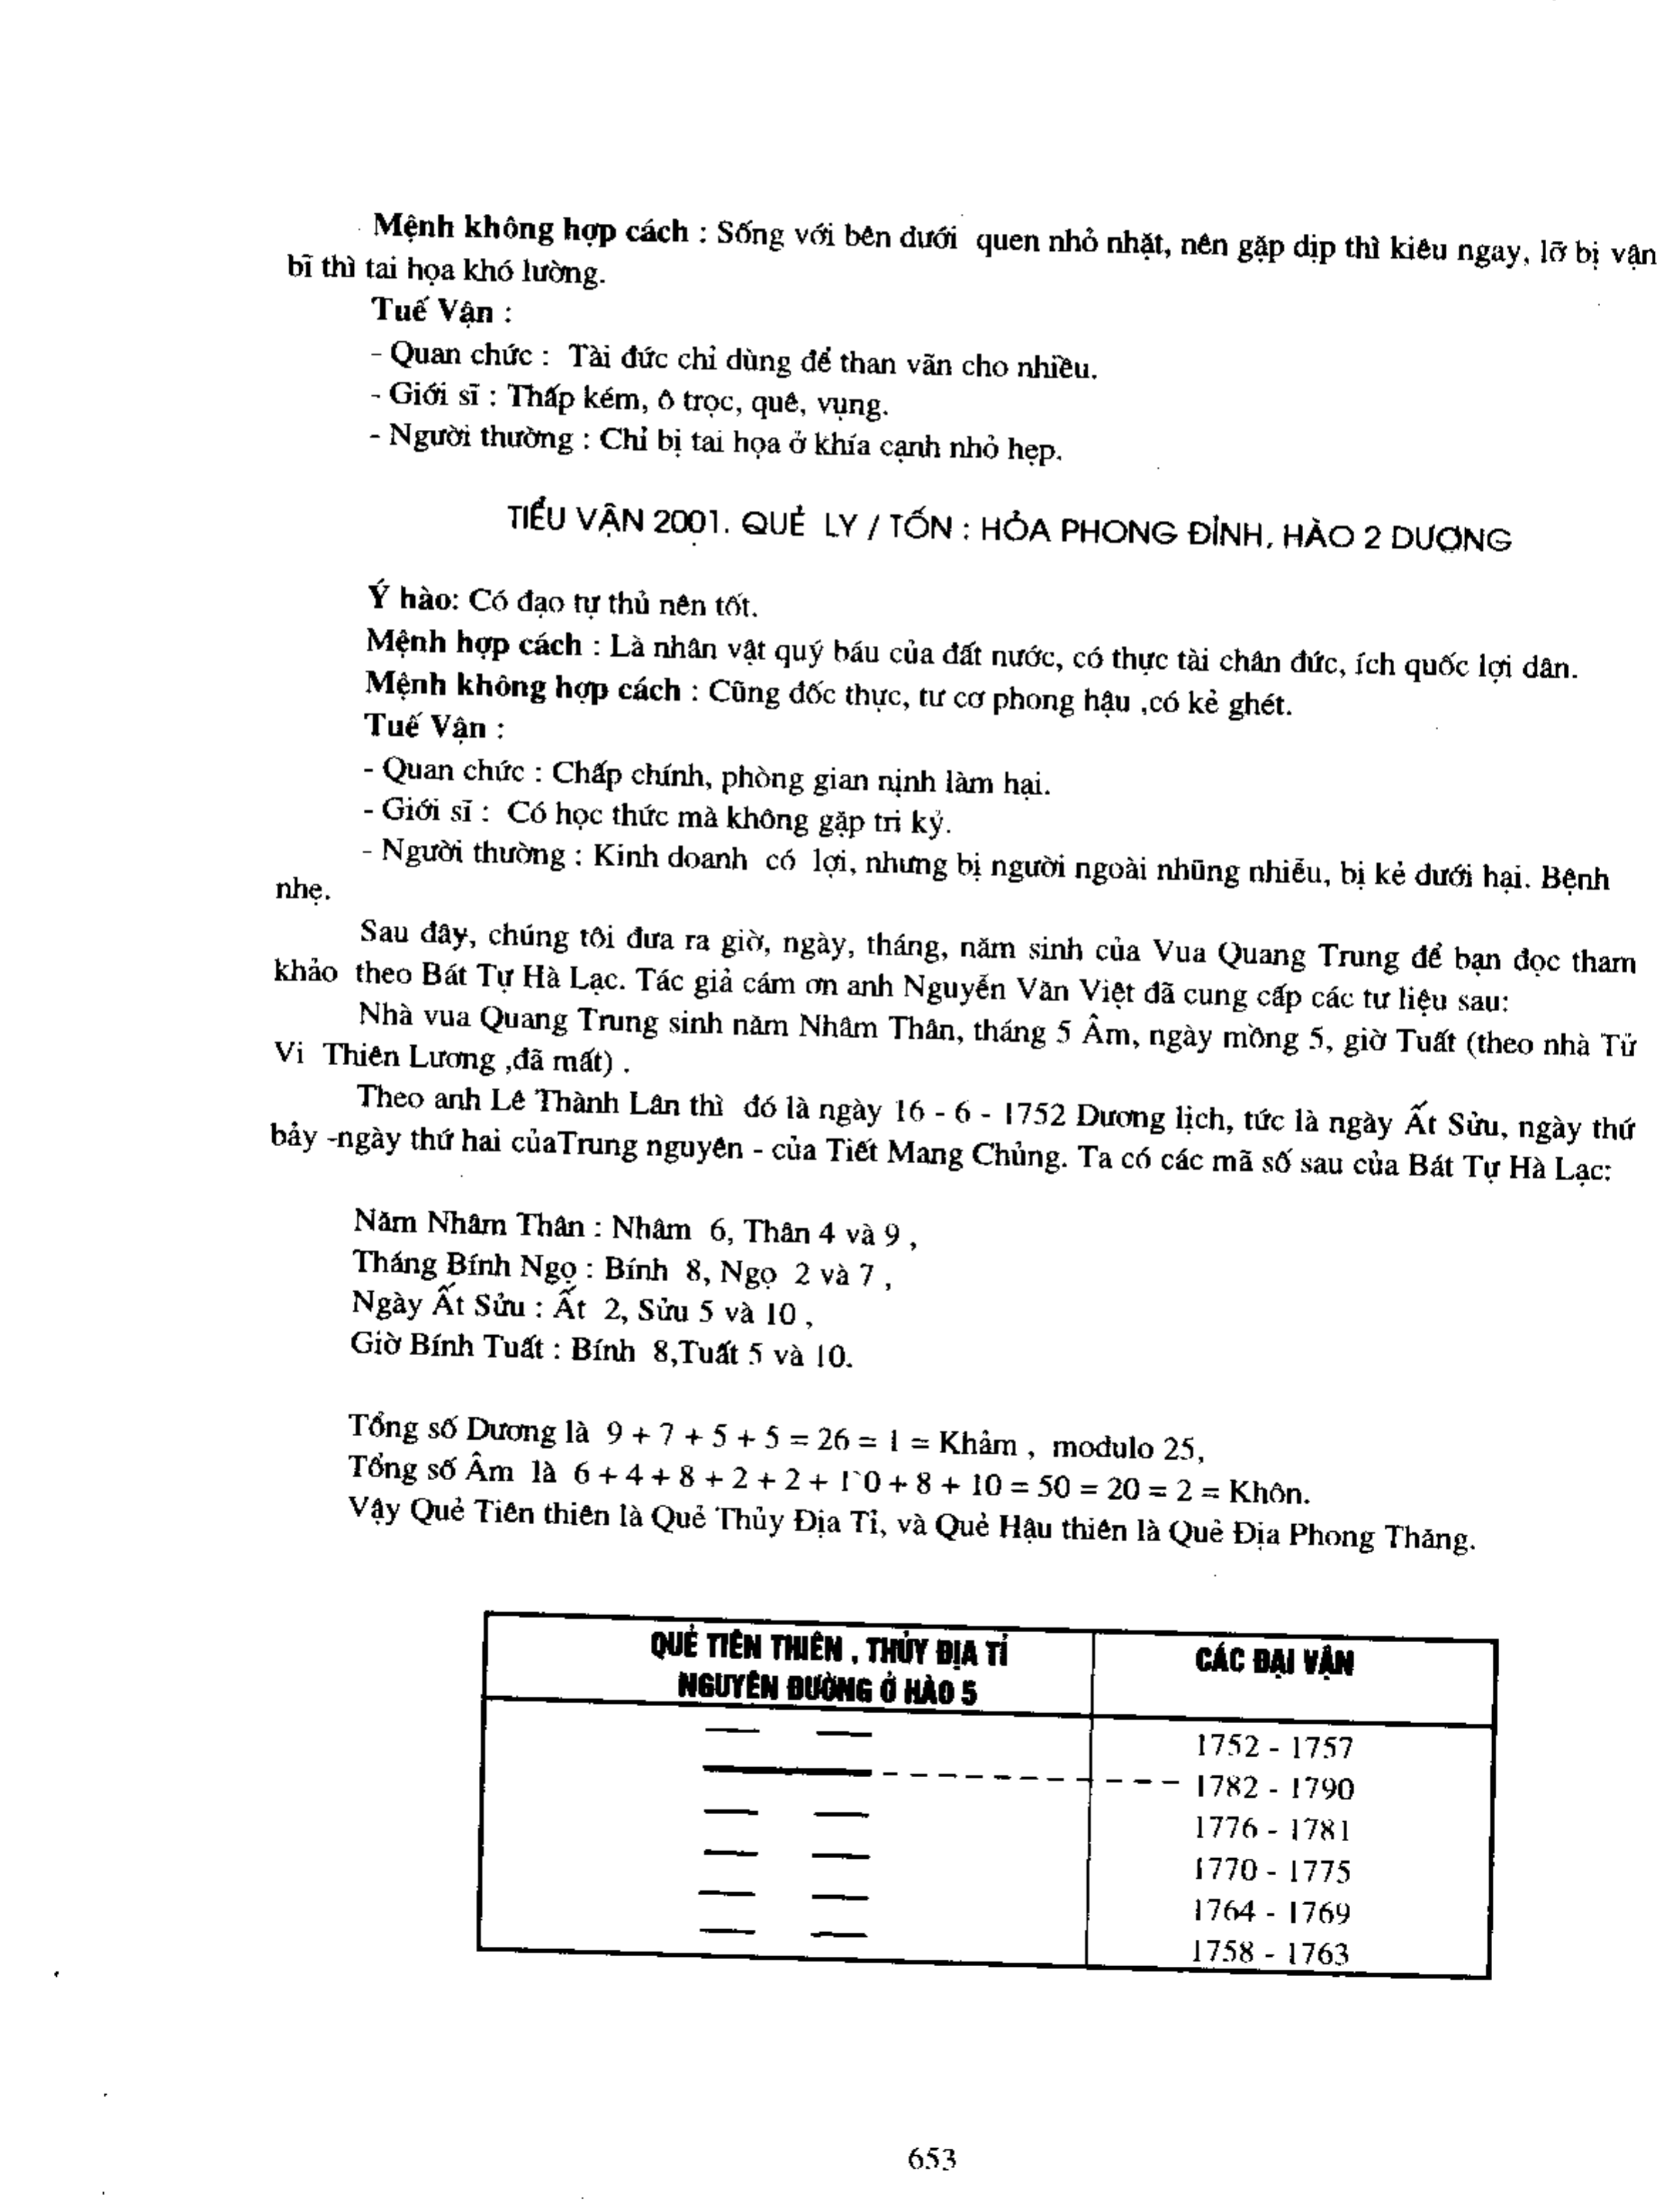 Mệnh không hợp cách : Sống với bên dưới quen nhỏ nhặt, nên gặp dịp thì kiêu ngay, lỡ bị vận
bĩ thì tai họa khó lường.
Tuế Vận :
- Quan chức : Tài đức chỉ dùng để than vãn cho nhiều.
- Giới sĩ : Thấp kém, ô trọc, quê, vụng.
- Người thường : Chỉ bị tai họa ở khía cạnh nhỏ hẹp.
TIỂU VẬN 2001. QUẺ LY / TỐN : HỎA PHONG ĐỈNH, HÀO 2 DƯƠNG
Ý hào: Có đạo tự thủ nên tốt.
Mệnh hợp cách : Là nhân vật quý báu của đất nước, có thực tài chân đức, ích quốc lợi dân.
Mệnh không hợp cách : Cũng đốc thực, tư cơ phong hậu ,có kẻ ghét.
Tuế Vận :
- Quan chức : Chấp chính, phòng gian nịnh làm hại.
- Giới sĩ : Có học thức mà không gặp tri kỷ.
- Người thường : Kinh doanh có lợi, nhưng bị người ngoài nhũng nhiễu, bị kẻ dưới hại. Bệnh
nhẹ.
Sau đây, chúng tôi đưa ra giờ, ngày, tháng, năm sinh của Vua Quang Trung để bạn đọc tham
khảo theo Bát Tự Hà Lạc. Tác giả cám ơn anh Nguyễn Văn Việt đã cung cấp các tư liệu sau:
Nhà vua Quang Trung sinh năm Nhâm Thân, tháng 5 Âm, ngày mồng 5, giờ Tuất (theo nhà Tử
Vi Thiên Lương ,đã mất) .
Theo anh Lê Thành Lân thì đó là ngày 16 - 6 - 1752 Dương lịch, tức là ngày Ất Sửu, ngày thứ
bảy -ngày thứ hai củaTrung nguyên - của Tiết Mang Chủng. Ta có các mã số sau của Bát Tự Hà Lạc:
Năm Nhâm Thân : Nhâm 6, Thân 4 và 9 ,
Tháng Bính Ngọ : Bính 8, Ngọ 2 và 7 ,
Ngày Ất Sửu : Ất 2, Sửu 5 và 10 ,
Giờ Bính Tuất : Bính 8,Tuất 5 và 10.
Tổng số Dương là 9 + 7 + 5 + 5 = 26 = 1 = Khảm , modulo 25,
Tổng số Âm là 6 + 4 + 8 + 2 + 2 + 1`0 + 8 + 10 = 50 = 20 = 2 = Khôn.
Vậy Quẻ Tiên thiên là Quẻ Thủy Địa Tỉ, và Quẻ Hậu thiên là Quẻ Địa Phong Thăng.
QUẺ TIÊN THIÊN , THỦY ĐỊA TỈ
NGUYÊN ĐƯỜNG Ở HÀO 5
CÁC ĐẠI VẬN
1752 - 1757
1782 - 1790
1776 - 1781
1770 - 1775
1764 - 1769
1758 - 1763
653